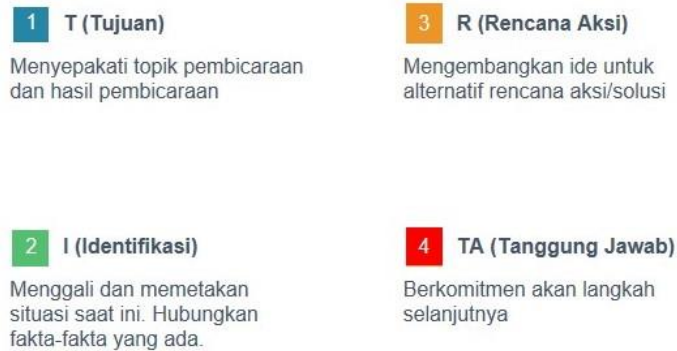 1 T (Tujuan)
Menyepakati topik pembicaraan
dan hasil pembicaraan
2 I (Identifikasi)
Menggali dan memetakan
situasi saat ini. Hubungkan
fakta-fakta yang ada.
3 R (Rencana Aksi)
Mengembangkan ide untuk
alternatif rencana aksi/solusi
4 TA (Tanggung Jawab)
Berkomitmen akan langkah
selanjutnya